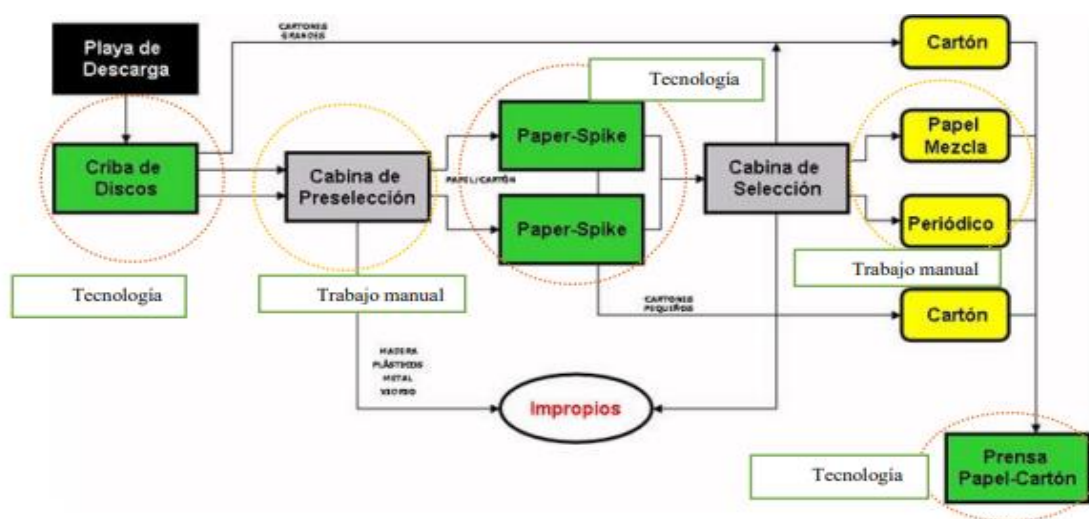 CARTONES
GRANDES
Playa de
Descarga
Cartón
Tecnología
Paper-Spike
Papel
Mezcla
Criba de
Discos
Cabina de
Preselección
PAPEL/CARTÓN
Cabina de
Selección
Paper-Spike
Periódico
Tecnología
Trabajo manual
Trabajo manual
CARTONES
PEQUEÑOS
Cartón
MADERA
PLÁSTICOS
METAL
VIDRIO
Impropios
Tecnología
Prensa
Papel-Cartón